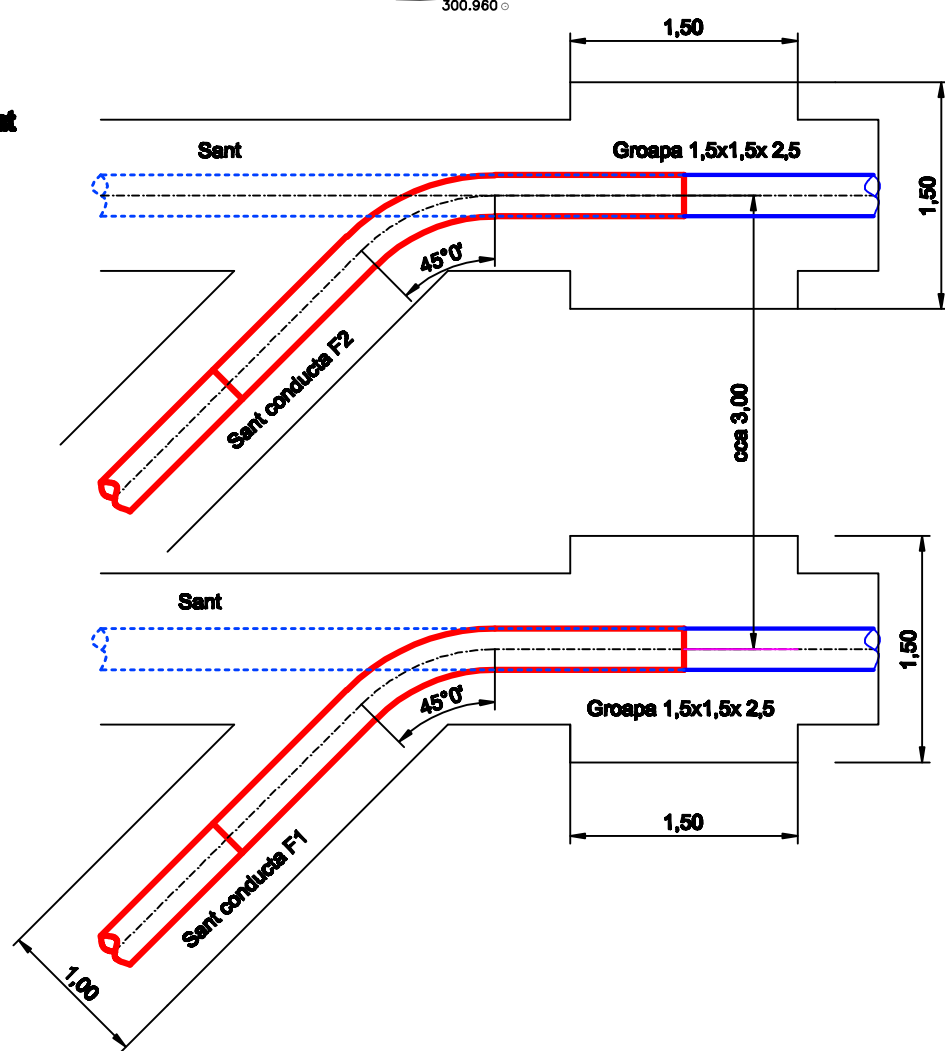 300.960
1,50
Sant
Groapa 1,5x1,5x 2,5
1,50
45°0'
Sant conducta F2
cca 3,00
Sant
1,50
45°0'
Groapa 1,5x1,5x 2,5
1,50
Sant conducta F1
1,00